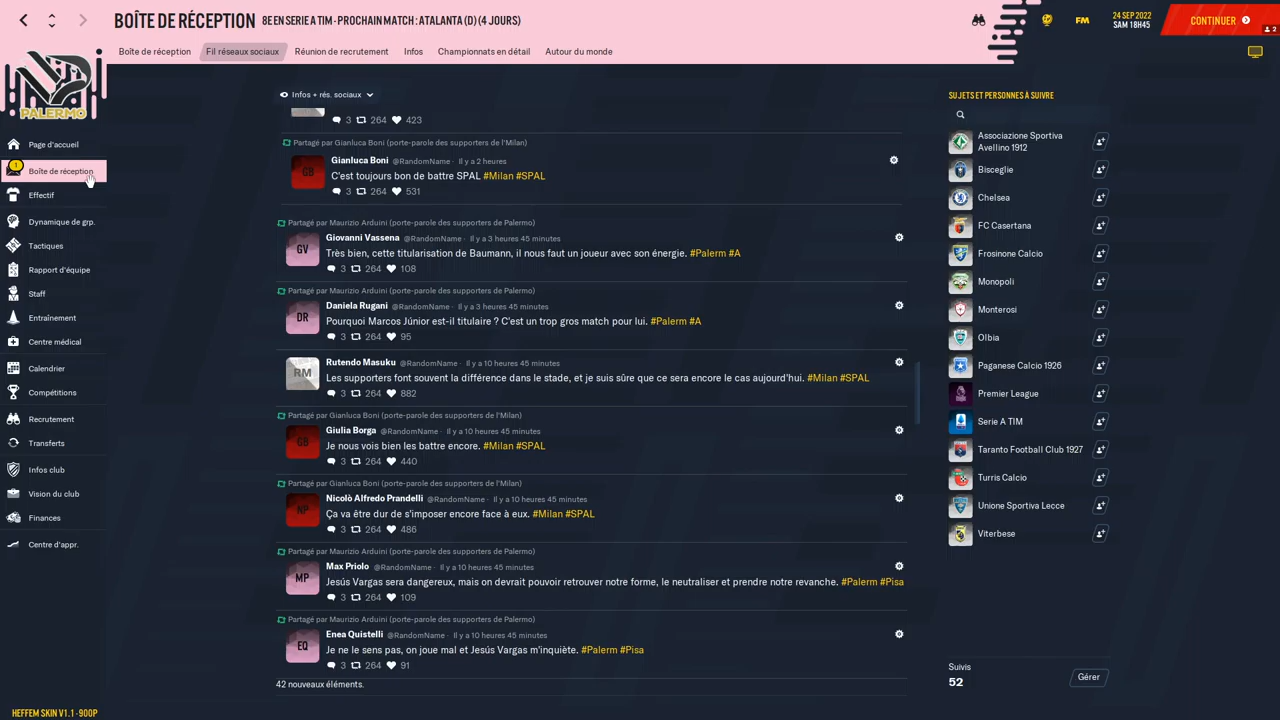 BOÎTE DE RÉCEPTION
8E EN SERIE A TIM - PROCHAIN MATCH : ATALANTA (D) (4 JOURS)
FM
24 SEP 2022
SAM 18H45
CONTINUER
2
Boîte de réception
Fil réseaux sociaux
Réunion de recrutement
Infos
Championnats en détail
Autour du monde
PALERMO
Page d'accueil
1
Boîte de réception
Effectif
Dynamique de grp.
Tactiques
Rapport d'équipe
Staff
Entraînement
Centre médical
Calendrier
Compétitions
Recrutement
Transferts
Infos club
Vision du club
Finances
Centre d'appr.
HEFFEM SKIN V1.1 - 900P
Infos + rés. sociaux
3 264 423
Partagé par Gianluca Boni (porte-parole des supporters de l'Milan)
GB
Gianluca Boni @RandomName · Il y a 2 heures
C'est toujours bon de battre SPAL #Milan #SPAL
3 264 531
Partagé par Maurizio Arduini (porte-parole des supporters de Palermo)
GV
Giovanni Vassena @RandomName · Il y a 3 heures 45 minutes
Très bien, cette titularisation de Baumann, il nous faut un joueur avec son énergie. #Palerm #A
3 264 108
Partagé par Maurizio Arduini (porte-parole des supporters de Palermo)
DR
Daniela Rugani @RandomName · Il y a 3 heures 45 minutes
Pourquoi Marcos Júnior est-il titulaire ? C'est un trop gros match pour lui. #Palerm #A
3 264 95
RM
Rutendo Masuku @RandomName · Il y a 10 heures 45 minutes
Les supporters font souvent la différence dans le stade, et je suis sûre que ce sera encore le cas aujourd'hui. #Milan #SPAL
3 264 882
Partagé par Gianluca Boni (porte-parole des supporters de l'Milan)
GB
Giulia Borga @RandomName · Il y a 10 heures 45 minutes
Je nous vois bien les battre encore. #Milan #SPAL
3 264 440
Partagé par Gianluca Boni (porte-parole des supporters de l'Milan)
NP
Nicolò Alfredo Prandelli @RandomName · Il y a 10 heures 45 minutes
Ça va être dur de s'imposer encore face à eux. #Milan #SPAL
3 264 486
Partagé par Maurizio Arduini (porte-parole des supporters de Palermo)
MP
Max Priolo @RandomName · Il y a 10 heures 45 minutes
Jesús Vargas sera dangereux, mais on devrait pouvoir retrouver notre forme, le neutraliser et prendre notre revanche. #Palerm #Pisa
3 264 109
Partagé par Maurizio Arduini (porte-parole des supporters de Palermo)
EQ
Enea Quistelli @RandomName · Il y a 10 heures 45 minutes
Je ne le sens pas, on joue mal et Jesús Vargas m'inquiète. #Palerm #Pisa
3 264 91
42 nouveaux éléments.
SUJETS ET PERSONNES À SUIVRE
Associazione Sportiva
Avellino 1912
Bisceglie
Chelsea
FC Casertana
Frosinone Calcio
Monopoli
Monterosi
Olbia
Paganese Calcio 1926
Premier League
Serie A TIM
Taranto Football Club 1927
Turris Calcio
Unione Sportiva Lecce
Viterbese
Suivis
52
Gérer